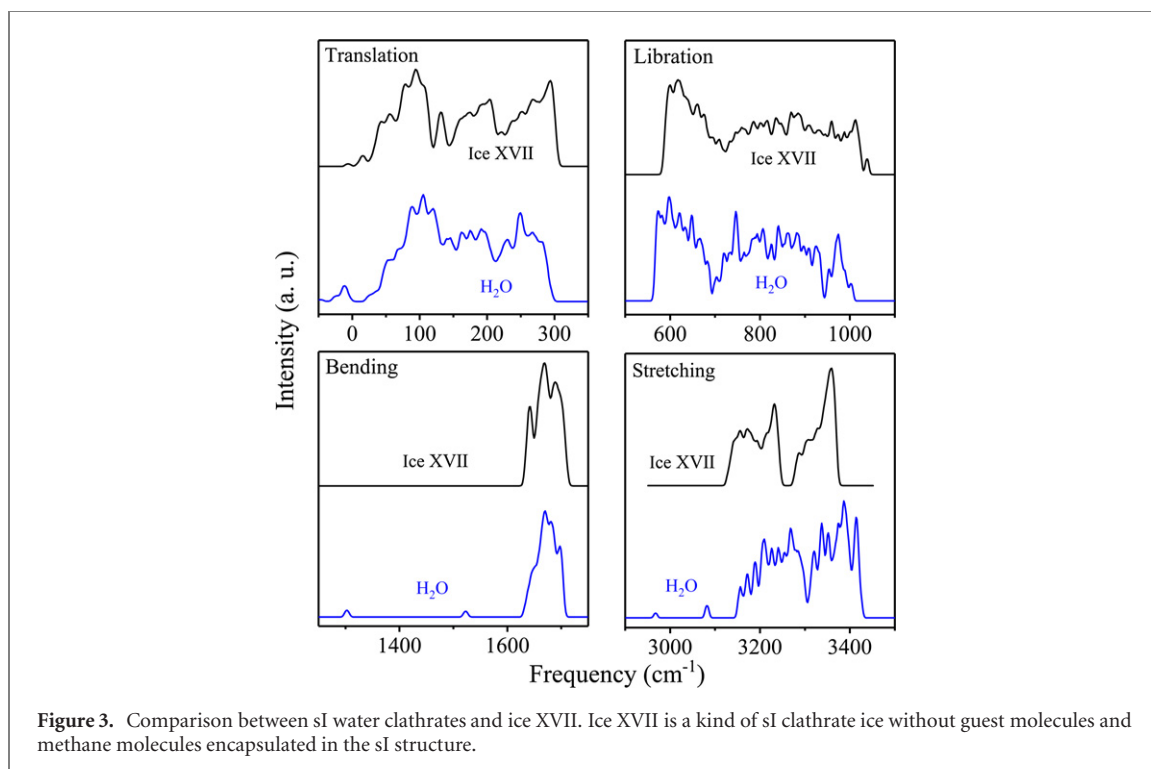 Translation
Ice XVII
H₂O
0 100 200 300
Libration
Ice XVII
H₂O
600 800 1000
Intensity (a. u.)
Bending
Ice XVII
H₂O
1400 1600
Stretching
Ice XVII
H₂O
3000 3200 3400
Frequency (cm⁻¹)
Figure 3. Comparison between sI water clathrates and ice XVII. Ice XVII is a kind of sI clathrate ice without guest molecules and
methane molecules encapsulated in the sI structure.